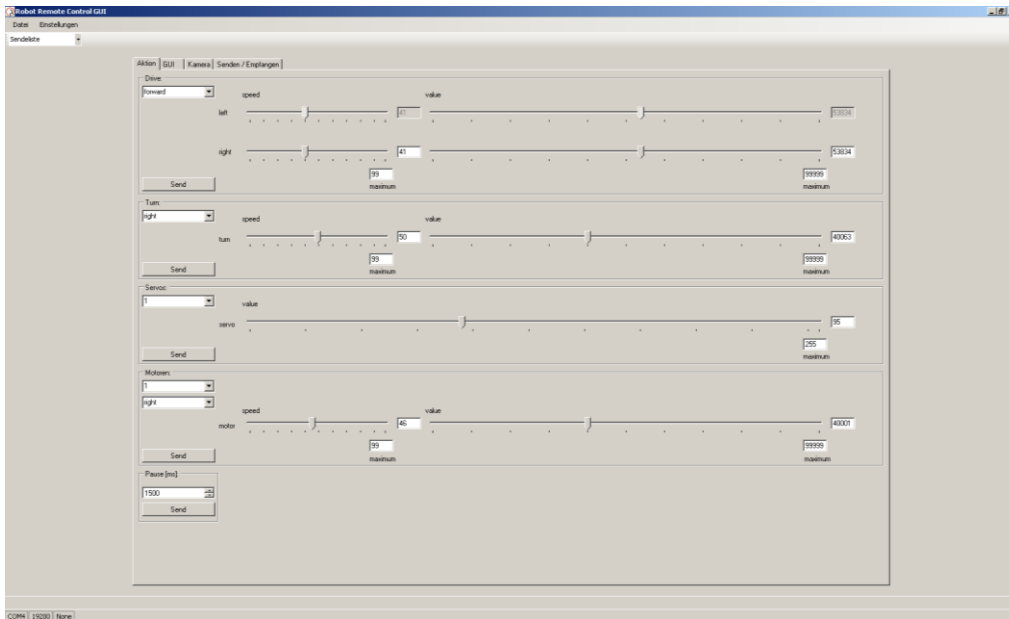 Robot Remote Control GUI
Datei Einstellungen
Sendeliste
Aktion GUI Kamera Senden / Empfangen
Drive:
forward speed value
left 41 53834
right 41 53834
99 99999
Send maximum maximum
Turn:
right speed value
turn 50 40063
99 99999
Send maximum maximum
Servos:
1 value
servo 95
255
Send maximum
Motoren:
1
right speed value
motor 46 40001
99 99999
Send maximum maximum
Pause [ms]
1500
Send
COM4 19200 None